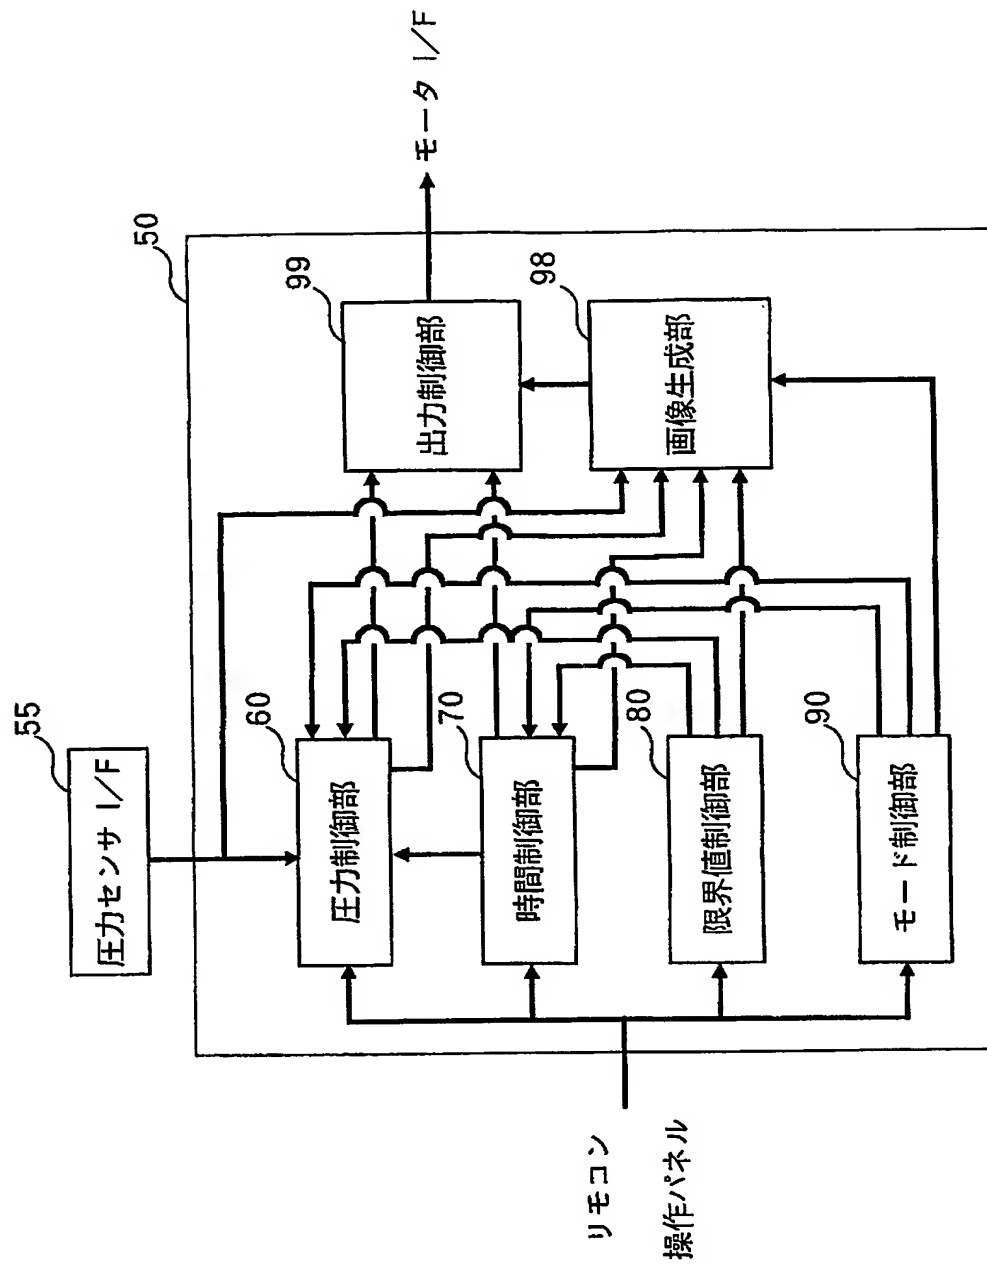 55
圧力センサ I/F
50
60
圧力制御部
70
時間制御部
80
限界値制御部
90
モード制御部
99
出力制御部
98
画像生成部
モータ I/F
リモコン
操作パネル